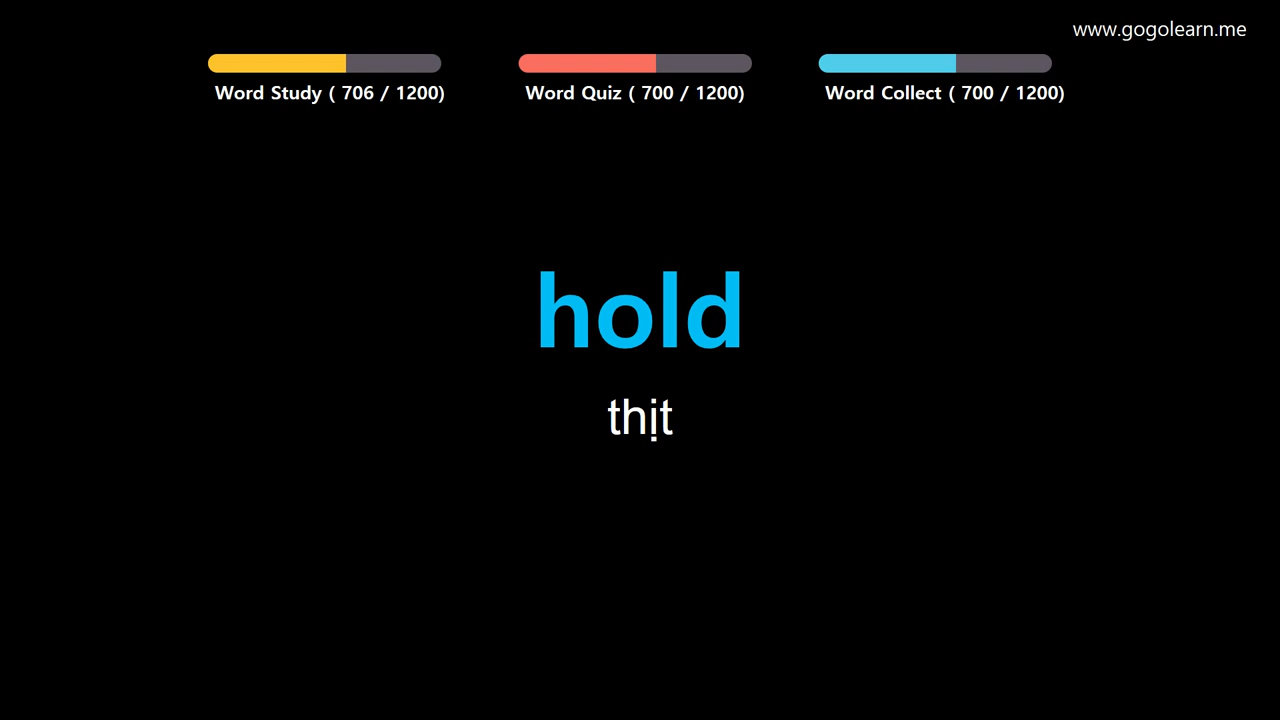 www.gogolearn.me
Word Study ( 706 / 1200)
Word Quiz ( 700 / 1200)
Word Collect ( 700 / 1200)
hold
thịt